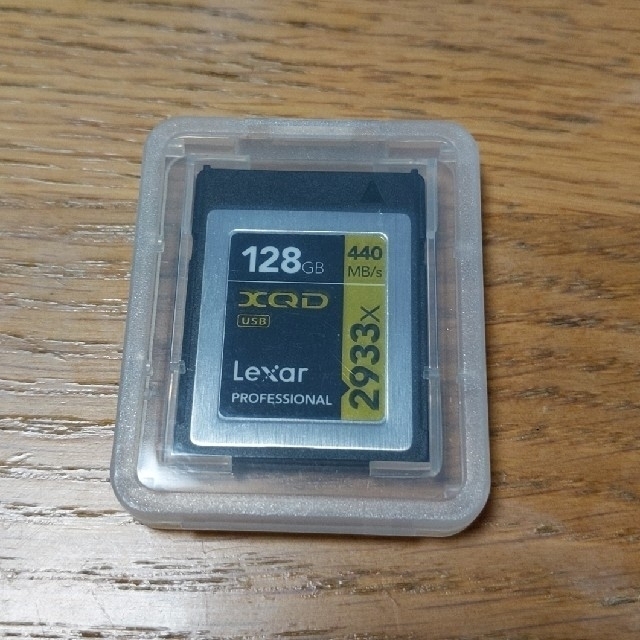 128GB
440
MB/s
XQD
USB
2933x
Lexar
PROFESSIONAL